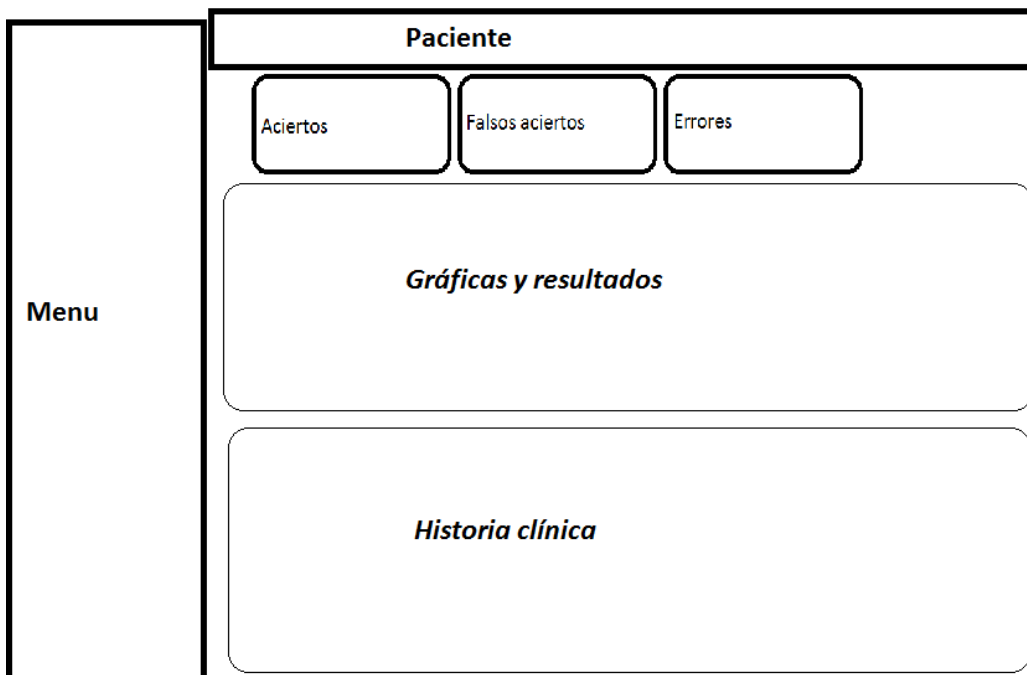 Paciente
Aciertos
Falsos aciertos
Errores
Gráficas y resultados
Menu
Historia clínica